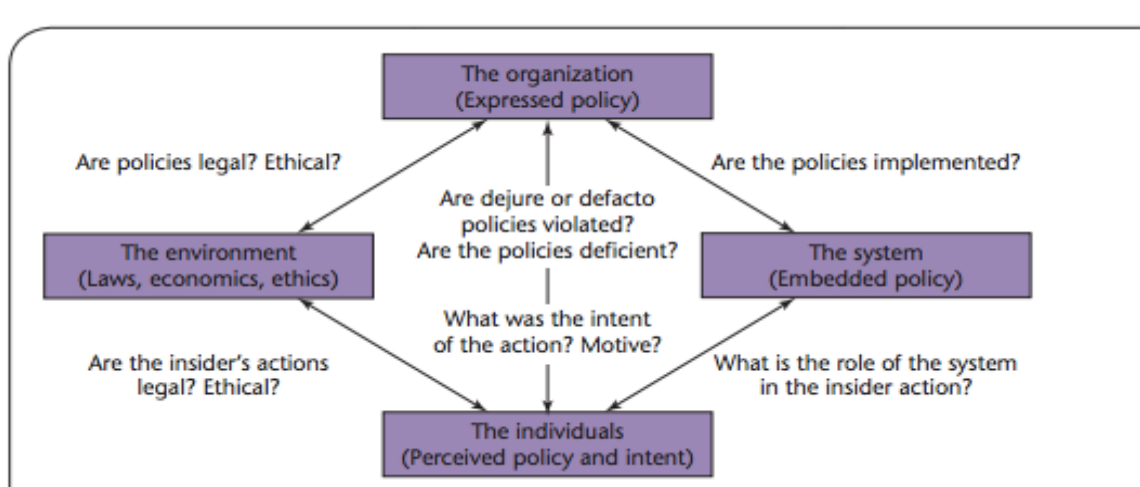 The organization
(Expressed policy)
Are policies legal? Ethical?
Are the policies implemented?
Are dejure or defacto
policies violated?
Are the policies deficient?
The environment
(Laws, economics, ethics)
The system
(Embedded policy)
What was the intent
of the action? Motive?
Are the insider's actions
legal? Ethical?
What is the role of the system
in the insider action?
The individuals
(Perceived policy and intent)